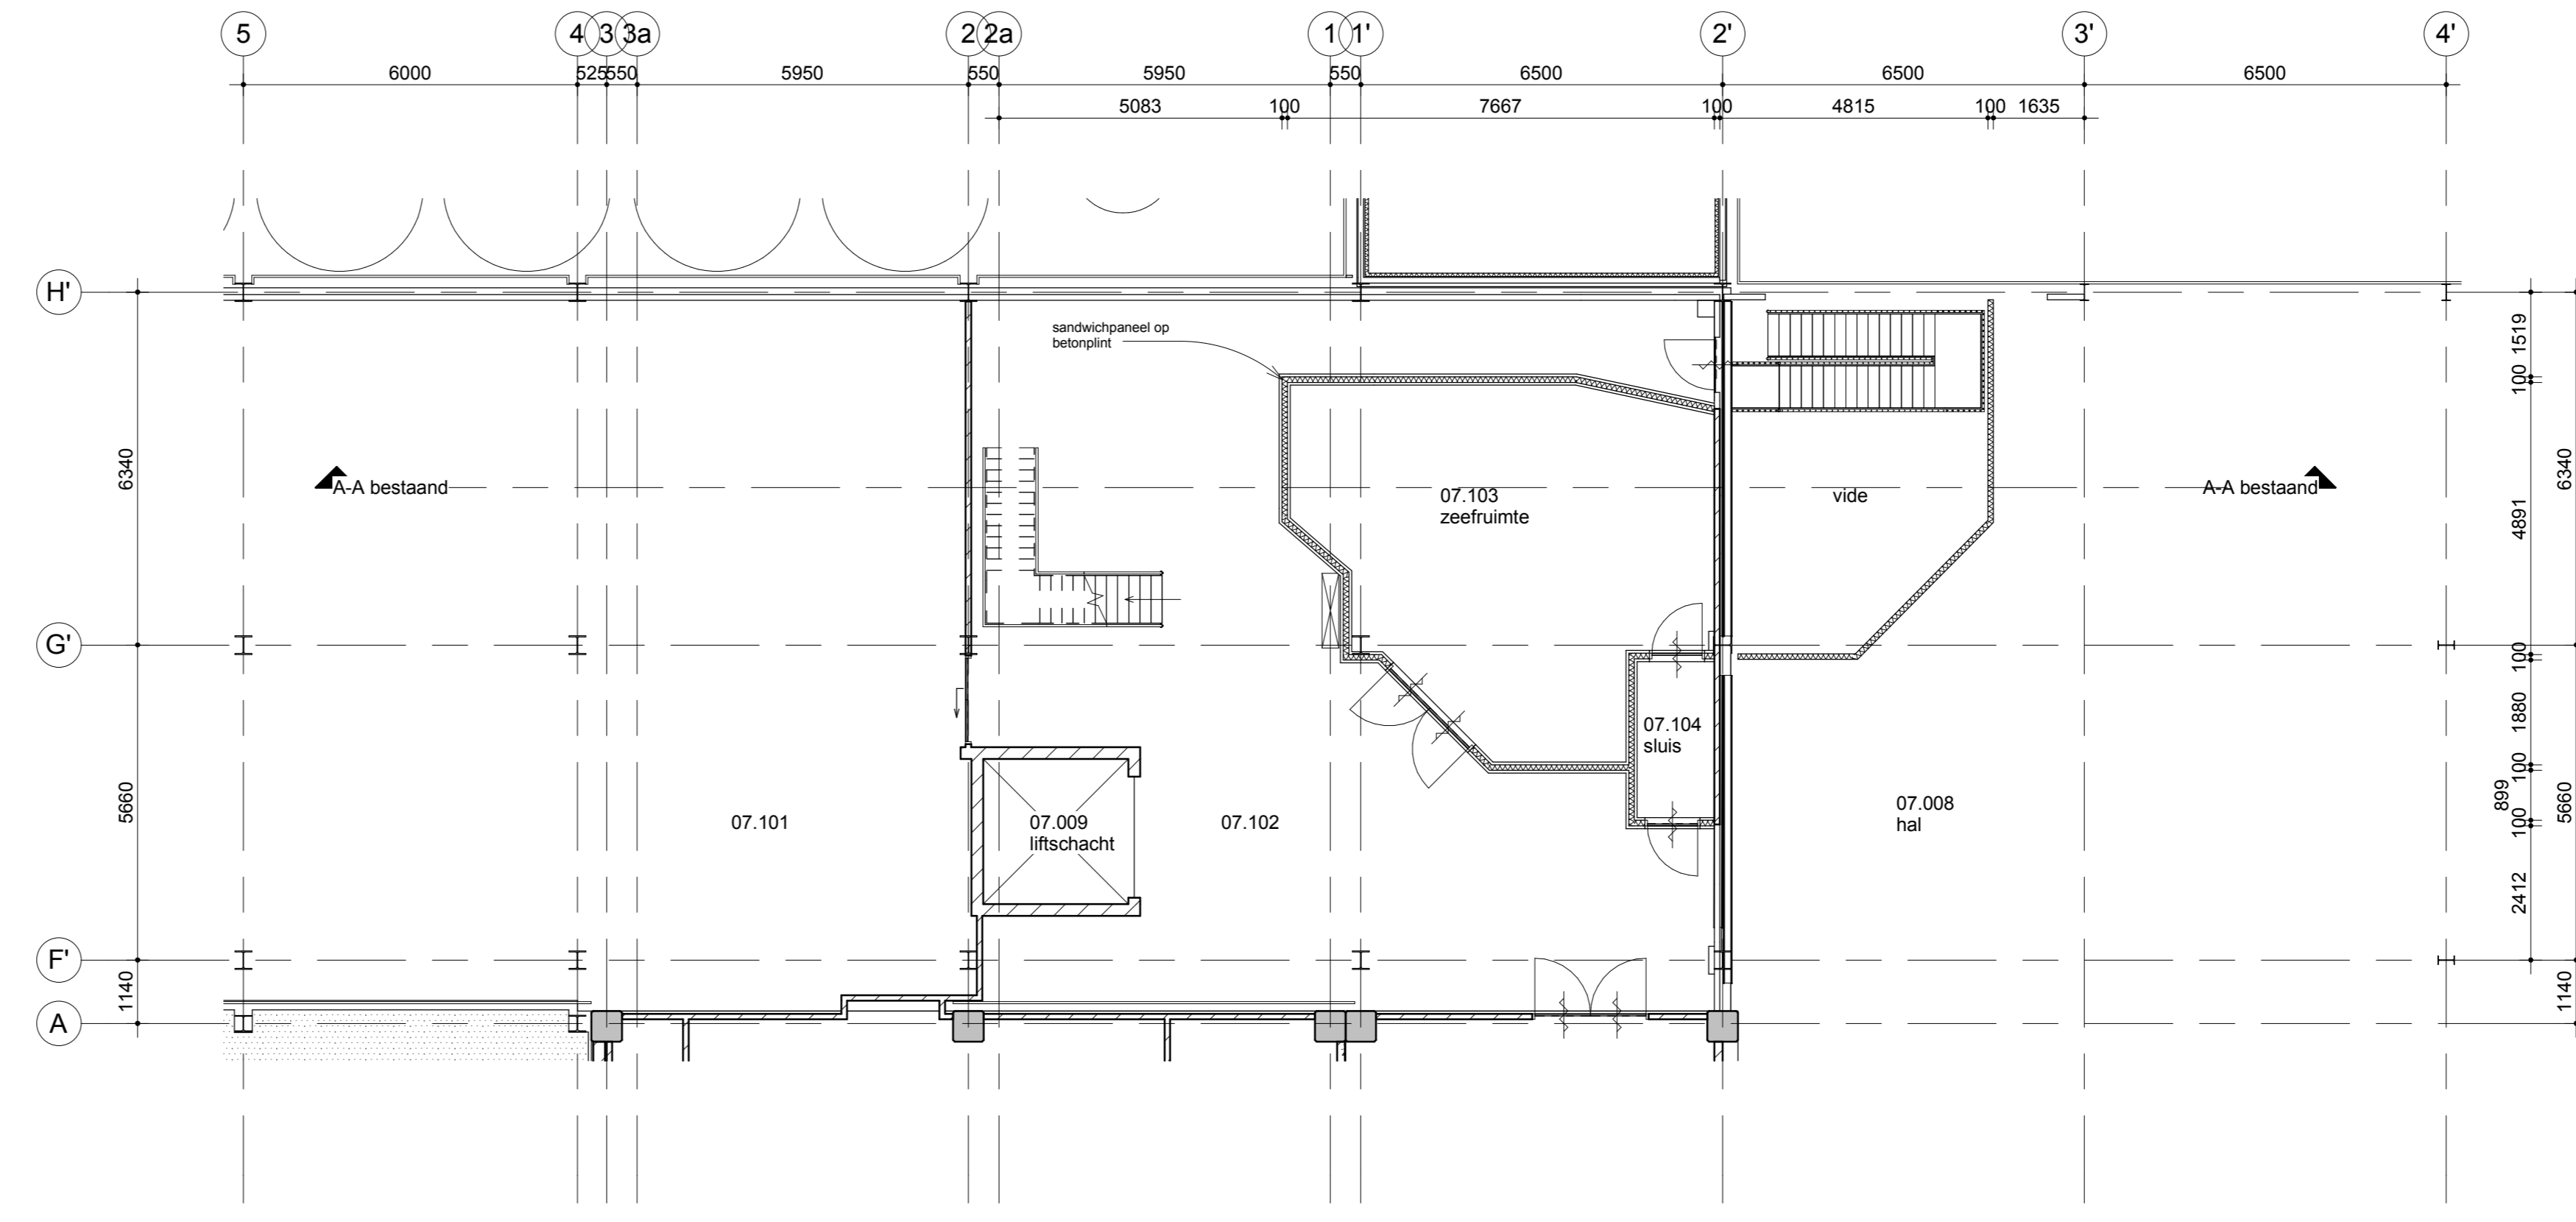 5 4 3 3a 2 2a 1 1' 2' 3' 4'
6000 525 550 5950 550 5950 550 6500 6500 6500
5083 100 7667 100 4815 100 1635
H'
sandwichpaneel op
betonplint
1519
100
6340
6340
A-A bestaand
07.103
zeefruimte
vide
A-A bestaand
4891
G'
100
1880
07.104
sluis
100
899
5660
5660
07.101
07.009
liftschacht
07.102
07.008
hal
100
2412
F'
1140
1140
A